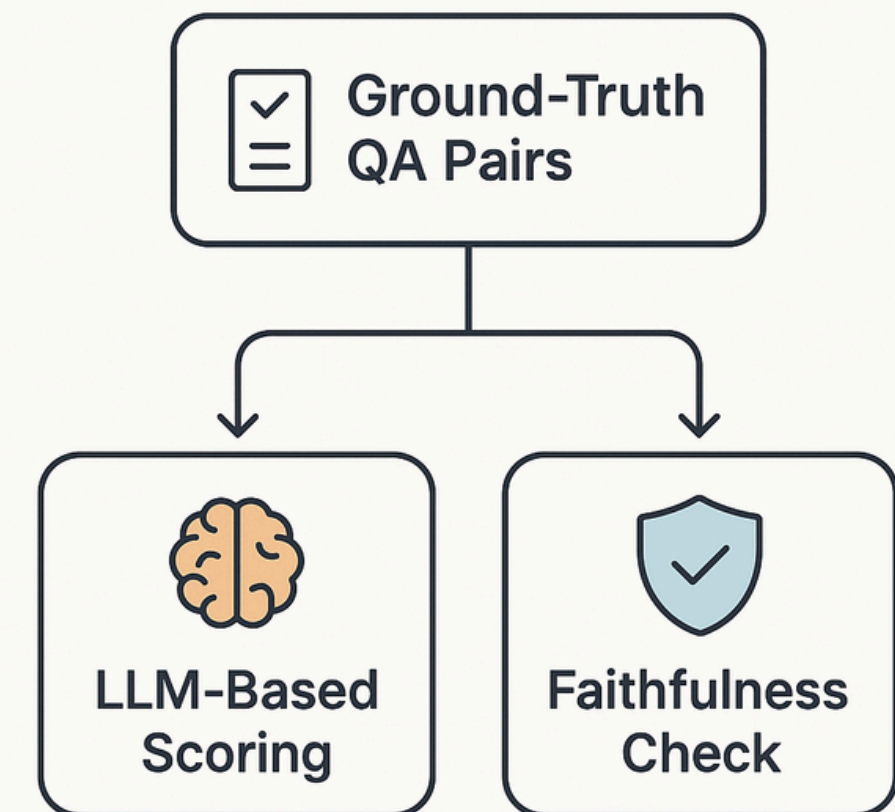 Ground-Truth
QA Pairs
LLM-Based
Scoring
Faithfulness
Check